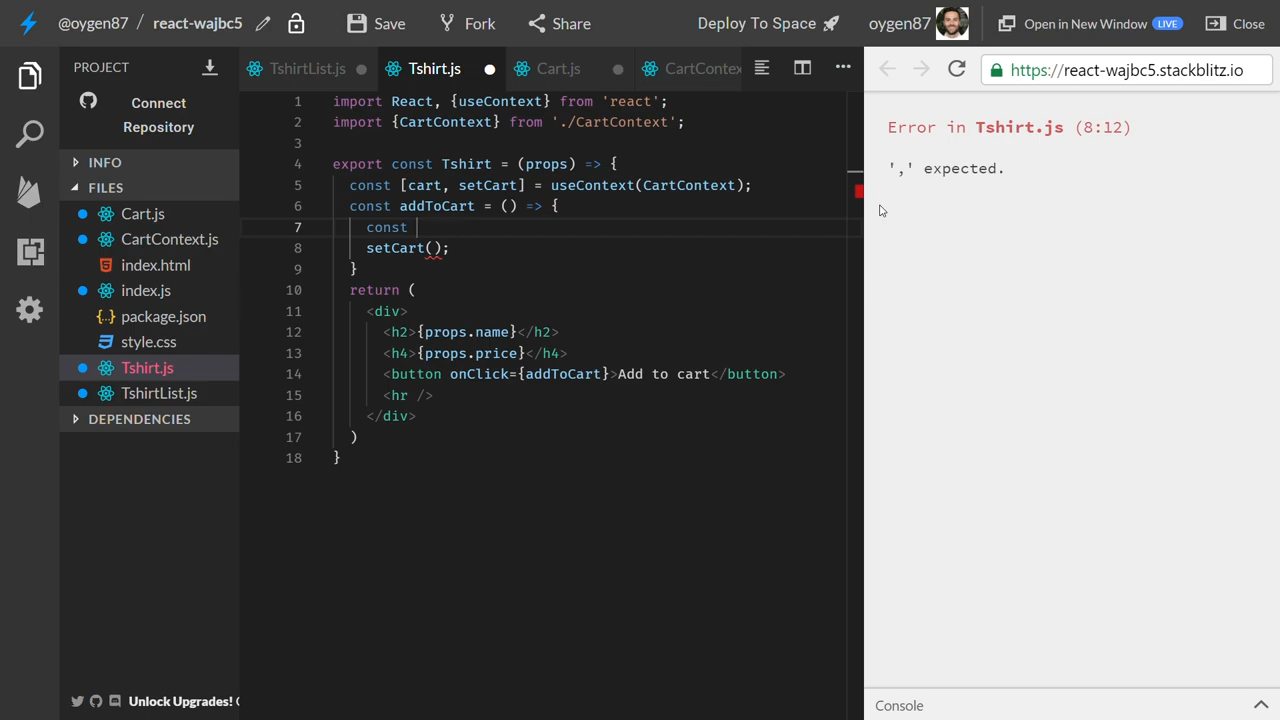 @oygen87 / react-wajbc5 Save Fork Share Deploy To Space oygen87 Open in New Window LIVE Close
PROJECT
Connect
Repository
INFO
FILES
Cart.js
CartContext.js
index.html
index.js
{..} package.json
style.css
Tshirt.js
TshirtList.js
DEPENDENCIES
Unlock Upgrades!
TshirtList.js Tshirt.js Cart.js CartContex
1 import React, {useContext} from 'react';
2 import {CartContext} from './CartContext';
3
4 export const Tshirt = (props) => {
5 const [cart, setCart] = useContext(CartContext);
6 const addToCart = () => {
7 const
8 setCart();
9 }
10 return (
11 <div>
12 <h2>{props.name}</h2>
13 <h4>{props.price}</h4>
14 <button onClick={addToCart}>Add to cart</button>
15 <hr />
16 </div>
17 )
18 }
https://react-wajbc5.stackblitz.io
Error in Tshirt.js (8:12)
',' expected.
Console